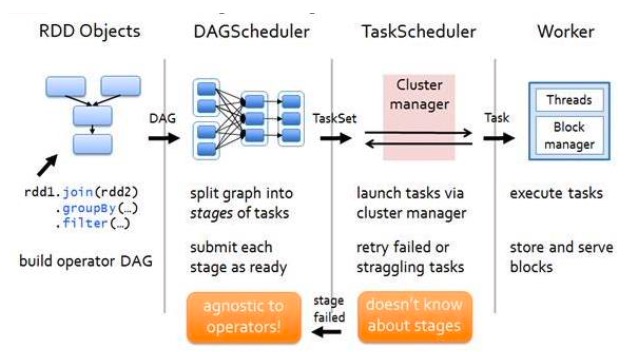 RDD Objects
DAGScheduler
TaskScheduler
Worker
DAG
TaskSet
Cluster
manager
Task
Threads
Block
manager
rdd1.join(rdd2)
.groupBy(…)
.filter(…)
build operator DAG
split graph into
stages of tasks
submit each
stage as ready
launch tasks via
cluster manager
retry failed or
straggling tasks
execute tasks
store and serve
blocks
agnostic to
operators!
stage
failed
doesn't know
about stages